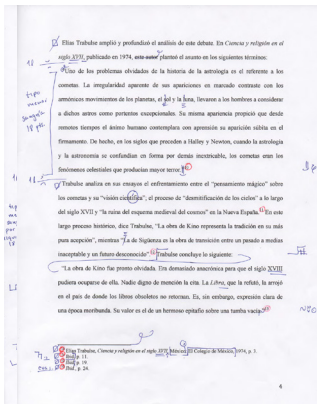 Elías Trabulse amplió y profundizó el análisis de este debate. En Ciencia y religión en el
siglo XVII, publicado en 1974, este autor planteó el asunto en los siguientes términos:
Uno de los problemas olvidados de la historia de la astrología es el referente a los
cometas. La irregularidad aparente de sus apariciones en marcado contraste con los
armónicos movimientos de los planetas, el sol y la luna, llevaron a los hombres a considerar
a dichos astros como portentos excepcionales. Su misma apariencia propició que desde
remotos tiempos el ánimo humano contemplara con aprensión su aparición súbita en el
firmamento. De hecho, en los siglos que preceden a Halley y Newton, cuando la astrología
y la astronomía se confundían en forma por demás inextricable, los cometas eran los
fenómenos celestiales que producían mayor terror.
Trabulse analiza en sus ensayos el enfrentamiento entre el "pensamiento mágico" sobre
los cometas y su "visión científica"; el proceso de "desmitificación de los cielos" a lo largo
del siglo XVII y "la ruina del esquema medieval del cosmos" en la Nueva España. En este
largo proceso histórico, dice Trabulse, "La obra de Kino representa la tradición en su más
pura acepción", mientras "La de Sigüenza es la obra de transición entre un pasado a medias
inaceptable y un futuro desconocido" Trabulse concluye lo siguiente:
"La obra de Kino fue pronto olvidada. Era demasiado anacrónica para que el siglo XVIII
pudiera ocuparse de ella. Nadie digno de mención la cita. La Libra, que la refutó, la arrojó
en el país de donde los libros obsoletos no retornan. Es, sin embargo, expresión clara de
una época moribunda. Su valor es el de un hermoso epitafio sobre una tumba vacía"
Elías Trabulse, Ciencia y religión en el siglo XVII, México, El Colegio de México, 1974, p. 3.
Ibid., p. 11.
Ibid., p. 19.
Ibid., p. 24.
4